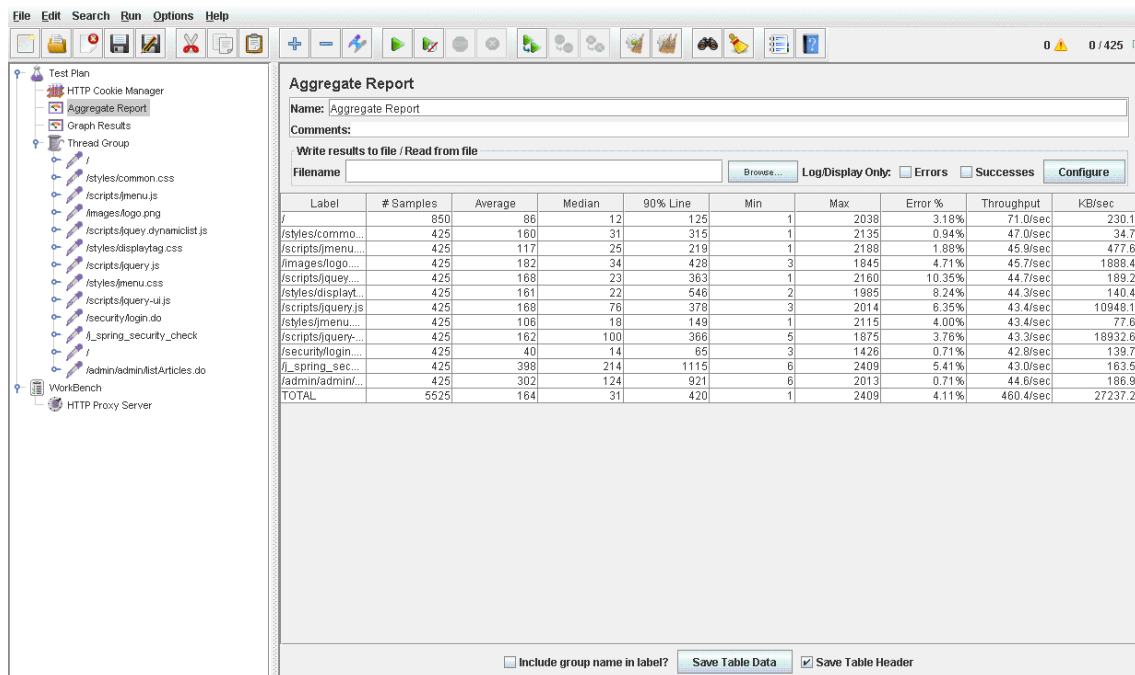 File Edit Search Run Options Help
0 0 / 425
Test Plan
HTTP Cookie Manager
Aggregate Report
Graph Results
Thread Group
/
/styles/common.css
/scripts/jmenu.js
/images/logo.png
/scripts/jquey.dynamiclist.js
/styles/displaytag.css
/scripts/jquery.js
/styles/jmenu.css
/scripts/jquery-ui.js
/security/login.do
/j_spring_security_check
/
/admin/admin/listArticles.do
WorkBench
HTTP Proxy Server
Aggregate Report
Name: Aggregate Report
Comments:
Write results to file / Read from file
Filename Browse... Log/Display Only: Errors Successes Configure
Label # Samples Average Median 90% Line Min Max Error % Throughput KB/sec
/ 850 86 12 125 1 2038 3.18% 71.0/sec 230.1
/styles/commo... 425 160 31 315 1 2135 0.94% 47.0/sec 34.7
/scripts/jmenu.... 425 117 25 219 1 2188 1.88% 45.9/sec 477.6
/images/logo.... 425 182 34 428 3 1845 4.71% 45.7/sec 1888.4
/scripts/jquey.... 425 168 23 363 1 2160 10.35% 44.7/sec 189.2
/styles/displayt... 425 161 22 546 2 1985 8.24% 44.3/sec 140.4
/scripts/jquery.js 425 168 76 378 3 2014 6.35% 43.4/sec 10948.1
/styles/jmenu.... 425 106 18 149 1 2115 4.00% 43.4/sec 77.6
/scripts/jquery-... 425 162 100 366 5 1875 3.76% 43.3/sec 18932.6
/security/login.... 425 40 14 65 3 1426 0.71% 42.8/sec 139.7
/j_spring_sec... 425 398 214 1115 6 2409 5.41% 43.0/sec 163.5
/admin/admin/... 425 302 124 921 6 2013 0.71% 44.6/sec 186.9
TOTAL 5525 164 31 420 1 2409 4.11% 460.4/sec 27237.2
Include group name in label? Save Table Data Save Table Header